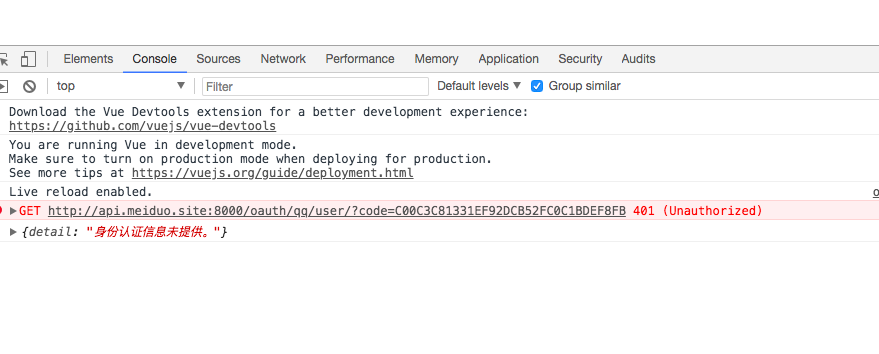 Elements Console Sources Network Performance Memory Application Security Audits
top Filter Default levels Group similar
Download the Vue Devtools extension for a better development experience:
https://github.com/vuejs/vue-devtools
You are running Vue in development mode.
Make sure to turn on production mode when deploying for production.
See more tips at https://vuejs.org/guide/deployment.html
Live reload enabled. o
GET http://api.meiduo.site:8000/oauth/qq/user/?code=C00C3C81331EF92DCB52FC0C1BDEF8FB 401 (Unauthorized)
{detail: "身份认证信息未提供。"}